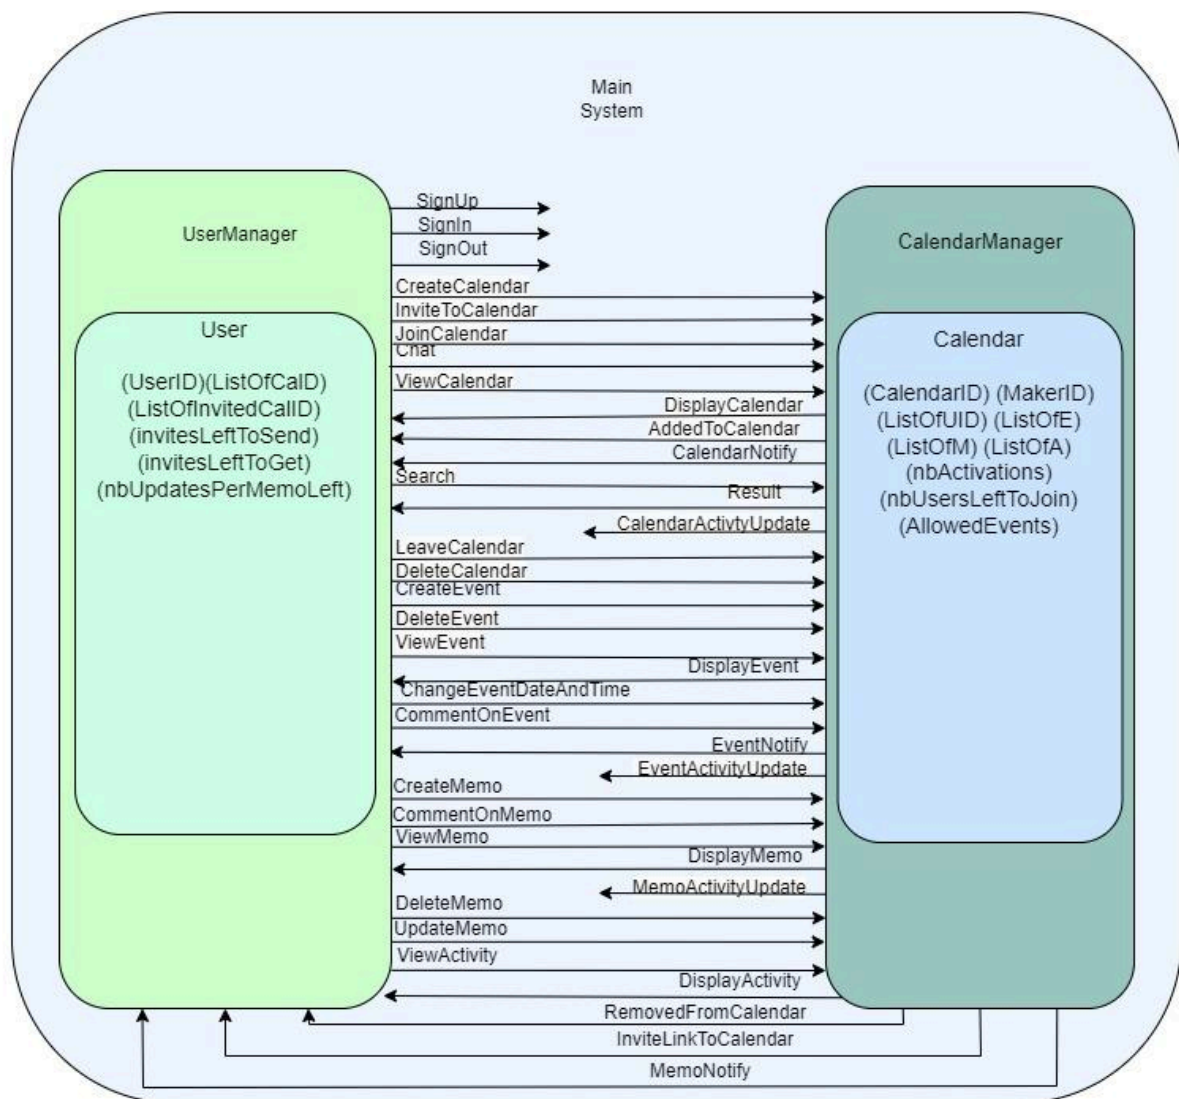 Main
System
UserManager
CalendarManager
SignUp
SignIn
SignOut
CreateCalendar
InviteToCalendar
JoinCalendar
Chat
ViewCalendar
DisplayCalendar
AddedToCalendar
CalendarNotify
Search
Result
CalendarActivtyUpdate
LeaveCalendar
DeleteCalendar
CreateEvent
DeleteEvent
ViewEvent
DisplayEvent
ChangeEventDateAndTime
CommentOnEvent
EventNotify
EventActivityUpdate
CreateMemo
CommentOnMemo
ViewMemo
DisplayMemo
MemoActivityUpdate
DeleteMemo
UpdateMemo
ViewActivity
DisplayActivity
RemovedFromCalendar
InviteLinkToCalendar
MemoNotify
User
(UserID)(ListOfCalD)
(ListOfInvitedCalID)
(invitesLeftToSend)
(invitesLeftToGet)
(nbUpdatesPerMemoLeft)
Calendar
(CalendarID) (MakerID)
(ListOfUID) (ListOfE)
(ListOfM) (ListOfA)
(nbActivations)
(nbUsersLeftToJoin)
(AllowedEvents)